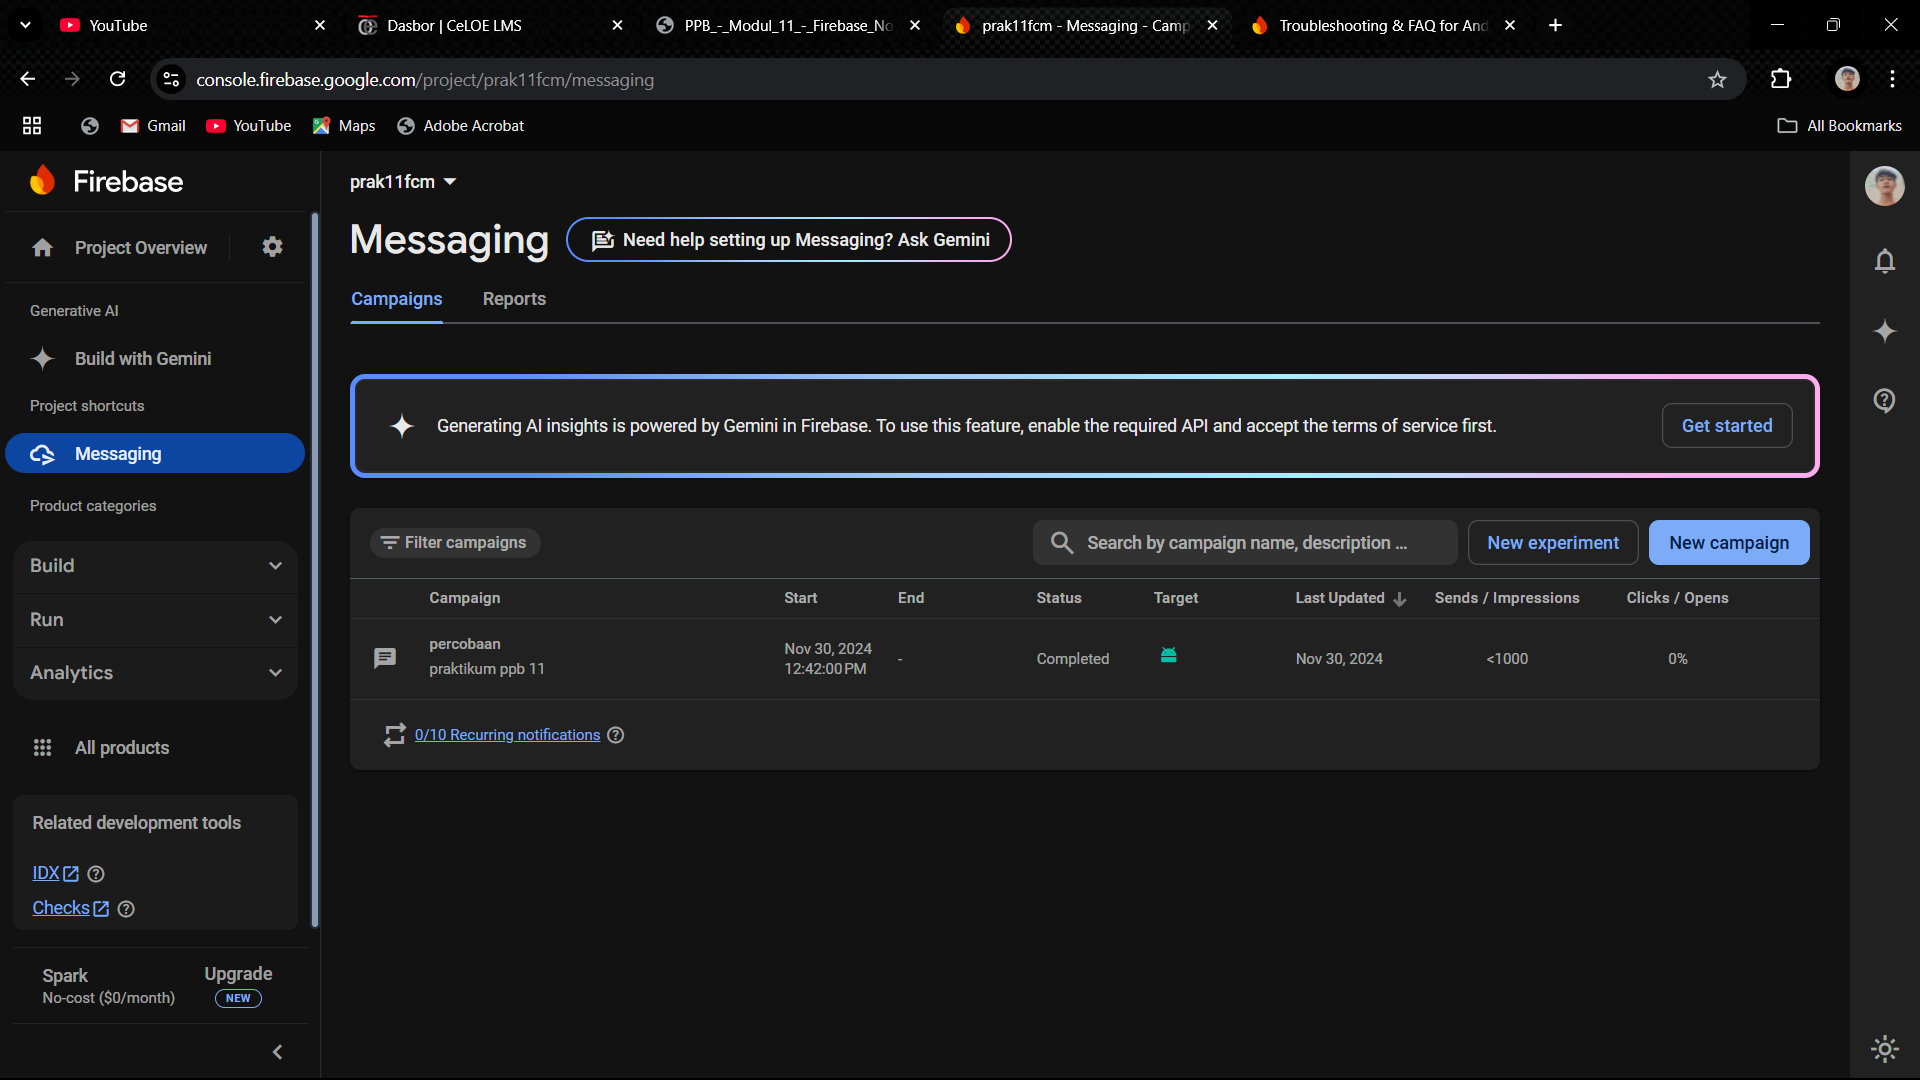 YouTube
Dasbor | CeLOE LMS
PPB_-_Modul_11_-_Firebase_No
prak11fcm - Messaging - Camp
Troubleshooting & FAQ for And
console.firebase.google.com/project/prak11fcm/messaging
Gmail
YouTube
Maps
Adobe Acrobat
All Bookmarks
Firebase
Project Overview
Generative AI
Build with Gemini
Project shortcuts
Messaging
Product categories
Build
Run
Analytics
All products
Related development tools
IDX
Checks
Spark
No-cost ($0/month)
Upgrade
NEW
prak11fcm
Messaging
Need help setting up Messaging? Ask Gemini
Campaigns
Reports
Generating AI insights is powered by Gemini in Firebase. To use this feature, enable the required API and accept the terms of service first.
Get started
Filter campaigns
Search by campaign name, description ...
New experiment
New campaign
Campaign Start End Status Target Last Updated Sends / Impressions Clicks / Opens
percobaan
praktikum ppb 11
Nov 30, 2024
12:42:00 PM
-
Completed
Nov 30, 2024
<1000
0%
0/10 Recurring notifications